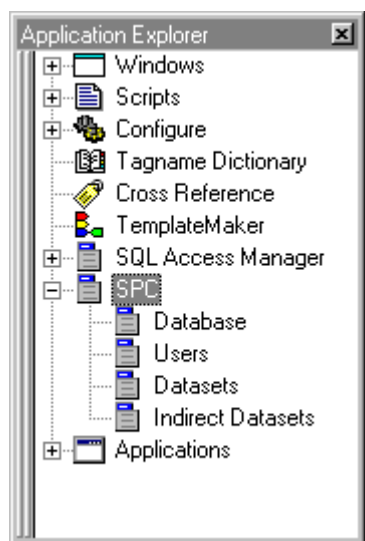 Application Explorer
Windows
Scripts
Configure
Tagname Dictionary
Cross Reference
TemplateMaker
SQL Access Manager
SPC
Database
Users
Datasets
Indirect Datasets
Applications